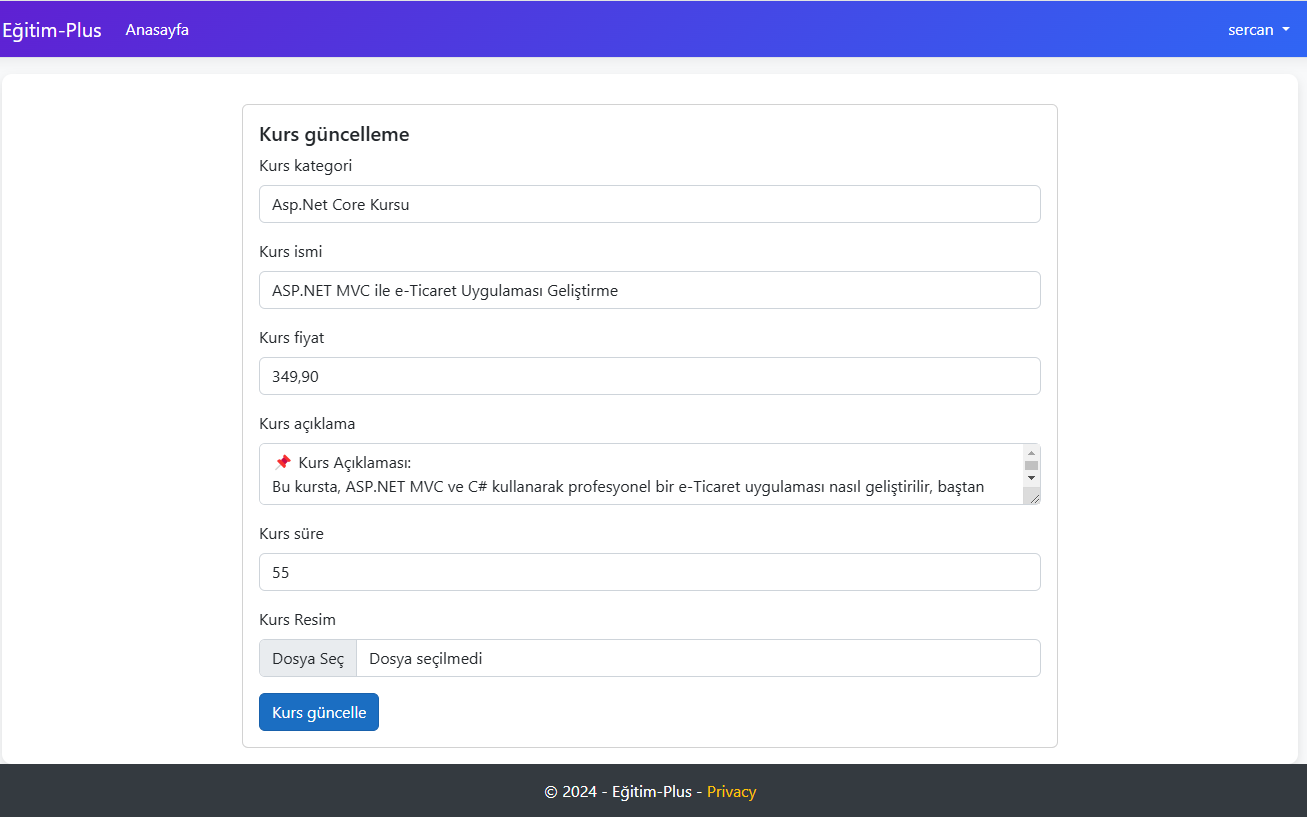 Eğitim-Plus Anasayfa sercan
Kurs güncelleme
Kurs kategori
Asp.Net Core Kursu
Kurs ismi
ASP.NET MVC ile e-Ticaret Uygulaması Geliştirme
Kurs fiyat
349,90
Kurs açıklama
📌 Kurs Açıklaması:
Bu kursta, ASP.NET MVC ve C# kullanarak profesyonel bir e-Ticaret uygulaması nasıl geliştirilir, baştan
Kurs süre
55
Kurs Resim
Dosya Seç Dosya seçilmedi
Kurs güncelle
© 2024 - Eğitim-Plus - Privacy